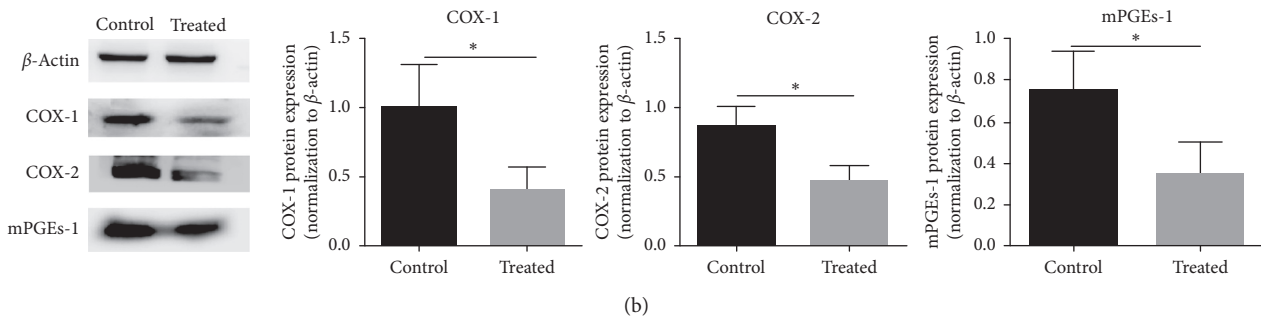 Control Treated
β-Actin
COX-1
COX-2
mPGEs-1
COX-1
COX-1 protein expression
(normalization to β-actin)
1.5
1.0
0.5
0.0
*
Control Treated
COX-2
COX-2 protein expression
(normalization to β-actin)
1.5
1.0
0.5
0.0
*
Control Treated
mPGEs-1
mPGEs-1 protein expression
(normalization to β-actin)
1.0
0.8
0.6
0.4
0.2
0.0
*
Control Treated
(b)